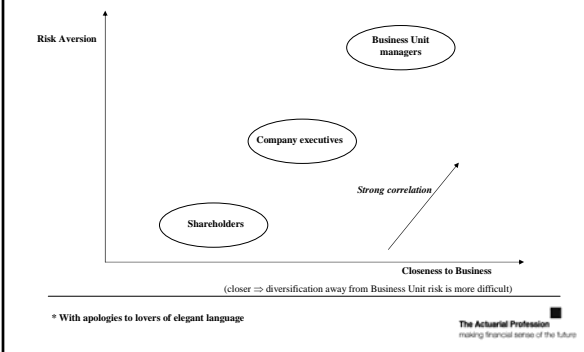 Risk Aversion
Business Unit
managers
Company executives
Strong correlation
Shareholders
Closeness to Business
(closer ⇒ diversification away from Business Unit risk is more difficult)
* With apologies to lovers of elegant language
The Actuarial Profession
making financial sense of the future